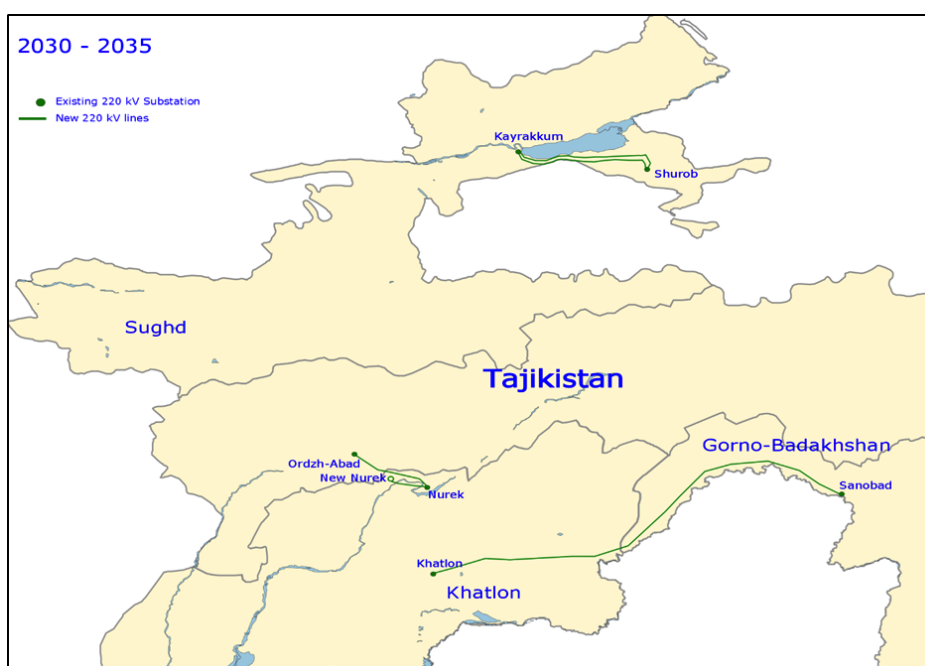 2030 - 2035
Existing 220 kV Substation
New 220 kV lines
Kayrakkum
Shurob
Sughd
Tajikistan
Gorno-Badakhshan
Ordzh-Abad
New Nurek
Nurek
Sanobad
Khatlon
Khatlon